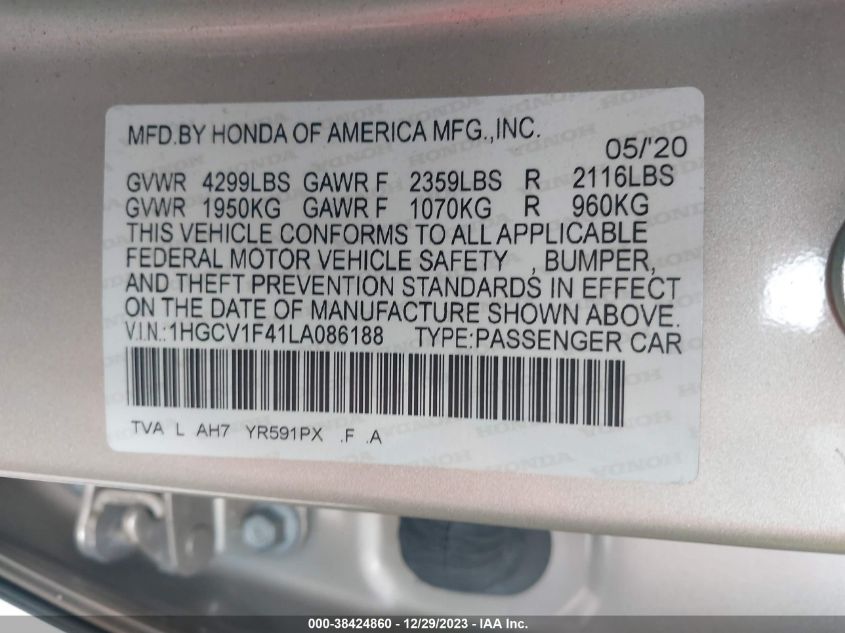 MFD.BY HONDA OF AMERICA MFG.,INC.
05/'20
GVWR 4299LBS GAWR F 2359LBS R 2116LBS
GVWR 1950KG GAWR F 1070KG R 960KG
THIS VEHICLE CONFORMS TO ALL APPLICABLE
FEDERAL MOTOR VEHICLE SAFETY , BUMPER,
AND THEFT PREVENTION STANDARDS IN EFFECT
ON THE DATE OF MANUFACTURE SHOWN ABOVE.
V.I.N.:1HGCV1F41LA086188 TYPE:PASSENGER CAR
TVA L AH7 YR591PX .F .A
000-38424860 - 12/29/2023 - IAA Inc.